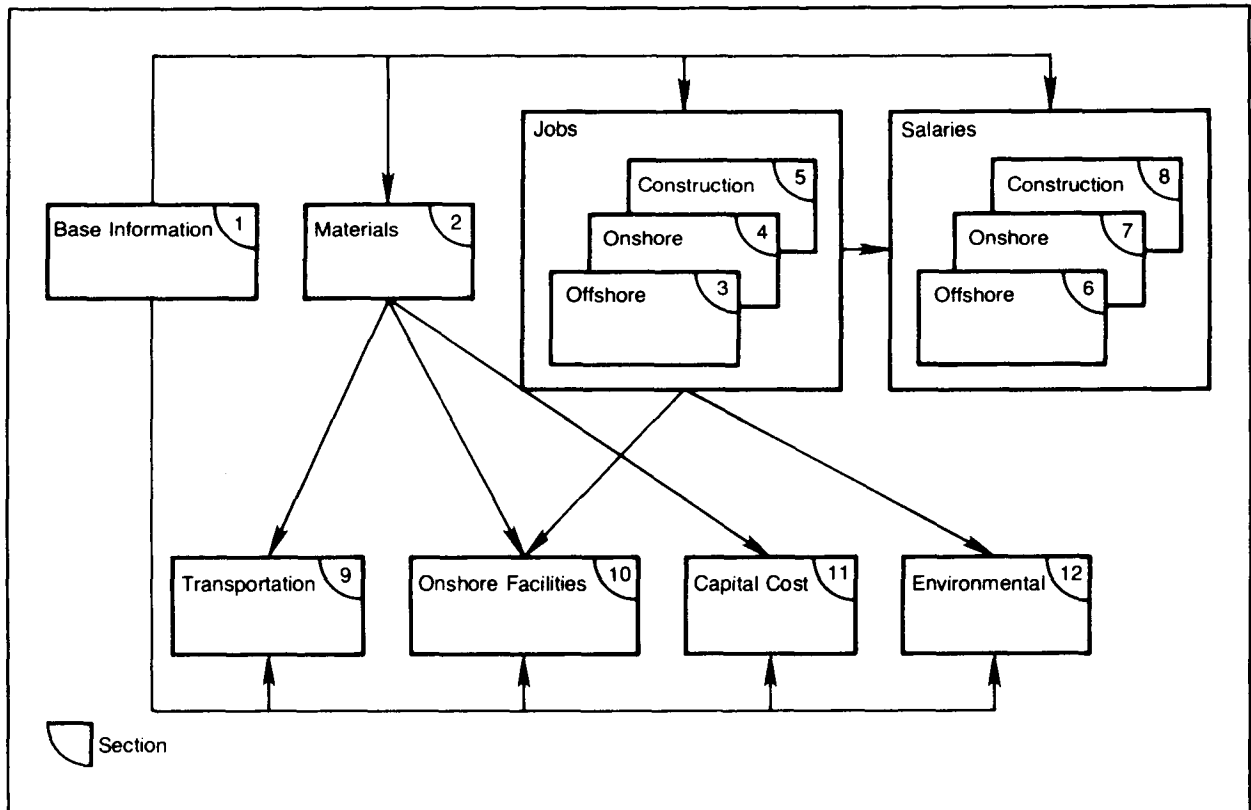 Jobs
Salaries
Construction 5
Construction 8
Base Information 1
Materials 2
Onshore 4
Onshore 7
Offshore 3
Offshore 6
Transportation 9
Onshore Facilities 10
Capital Cost 11
Environmental 12
Section